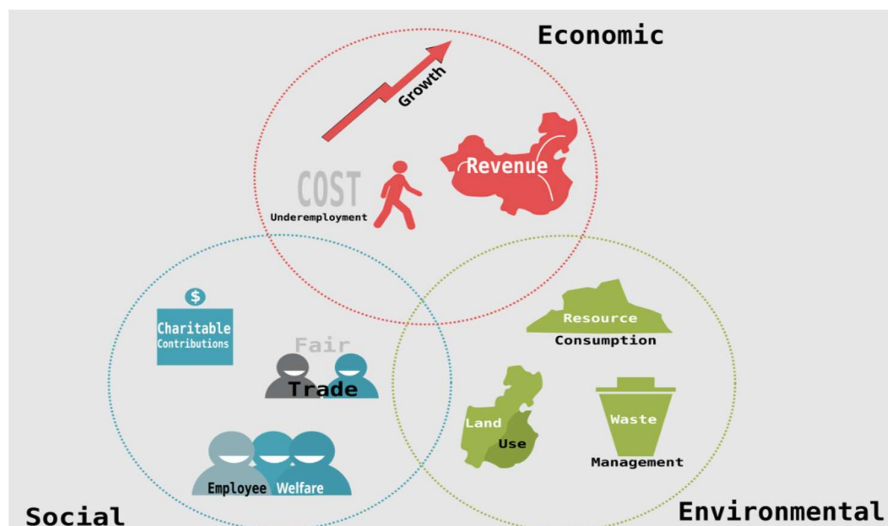 Economic
Growth
Revenue
COST
Underemployment
$
Charitable
Contributions
Fair
Trade
Employee Welfare
Social
Resource
Consumption
Land
Use
Waste
Management
Environmental